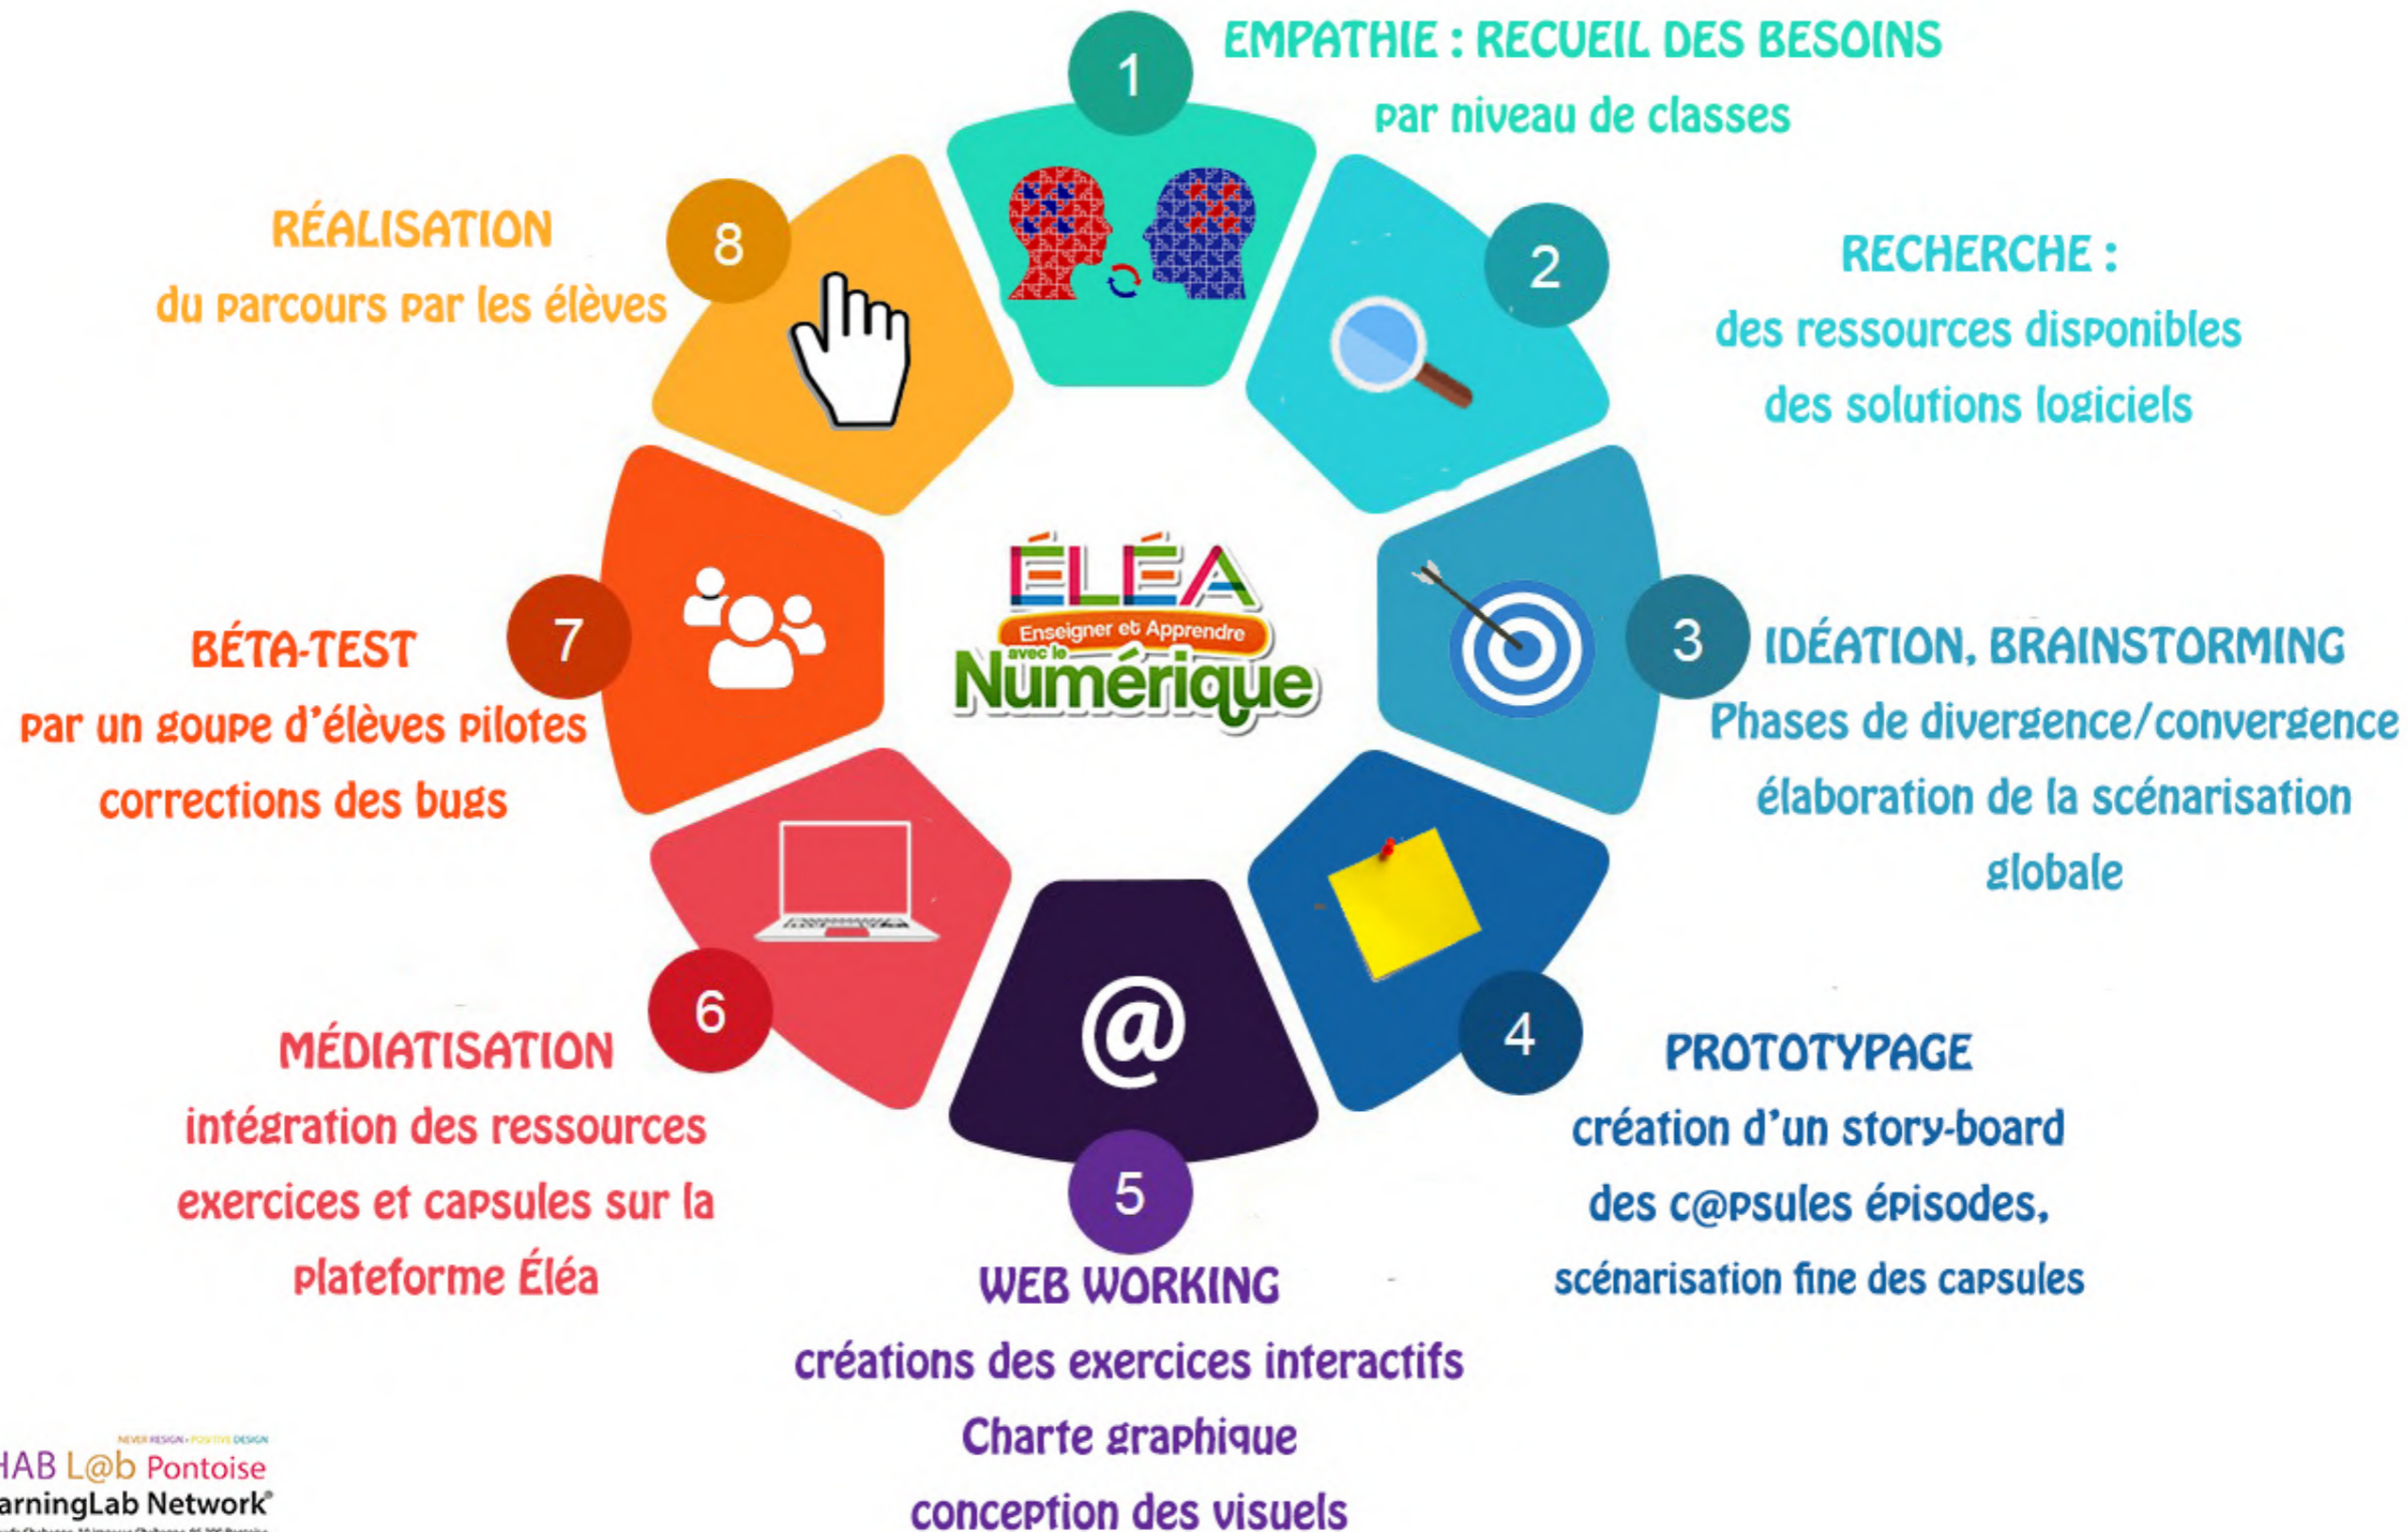 1
EMPATHIE : RECUEIL DES BESOINS
par niveau de classes
2
RECHERCHE :
des ressources disponibles
des solutions logiciels
3
IDÉATION, BRAINSTORMING
Phases de divergence/convergence
élaboration de la scénarisation
globale
4
PROTOTYPAGE
création d'un story-board
des c@psules épisodes,
scénarisation fine des capsules
5
WEB WORKING
créations des exercices interactifs
Charte graphique
conception des visuels
@
6
MÉDIATISATION
intégration des ressources
exercices et capsules sur la
plateforme Éléa
7
BÉTA-TEST
par un goupe d'élèves pilotes
corrections des bugs
8
RÉALISATION
du parcours par les élèves
ÉLÉA
Enseigner et Apprendre
avec le
Numérique
NEVER RESIGN • POSITIVE DESIGN
HAB L@b Pontoise
arningLab Network®